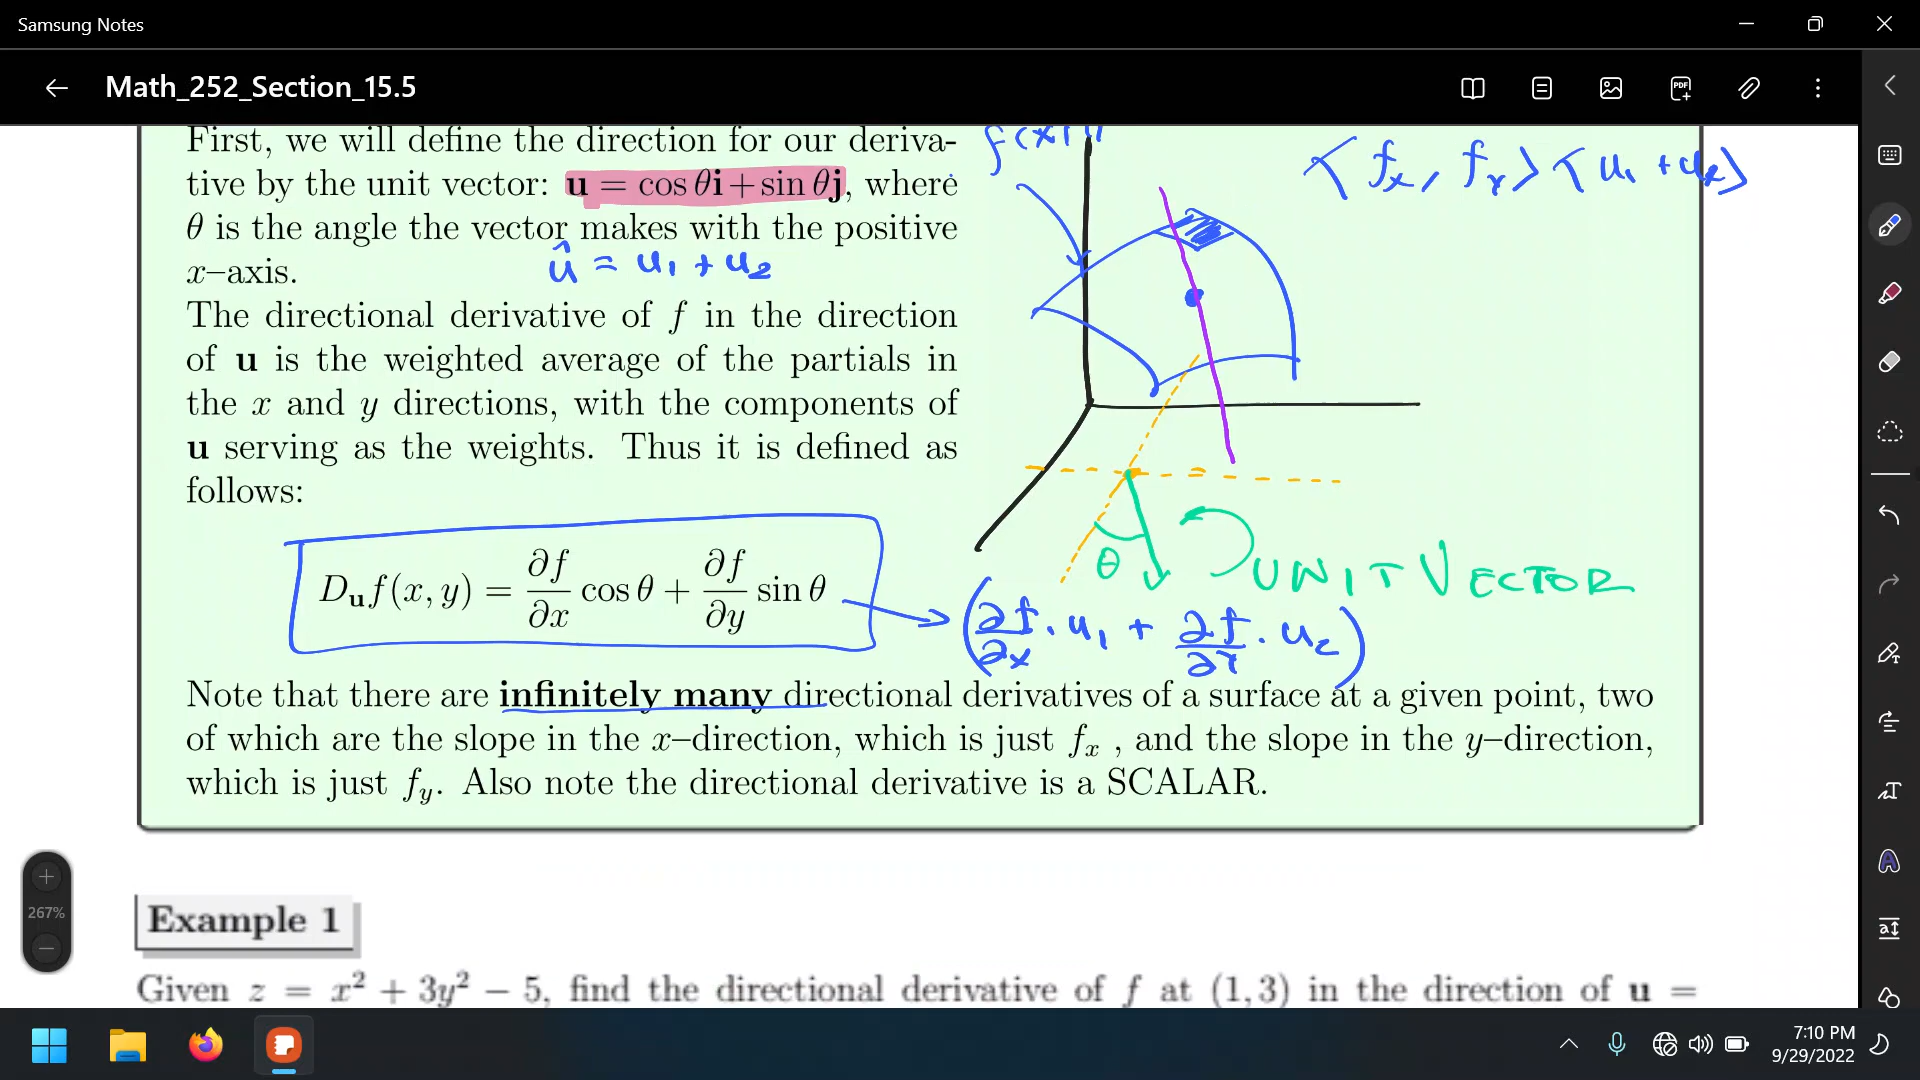 Samsung Notes
Math_252_Section_15.5
First, we will define the direction for our deriva-
tive by the unit vector: u = cos θi + sin θj, where
θ is the angle the vector makes with the positive
x–axis.
û = u₁ + u₂
The directional derivative of f in the direction
of u is the weighted average of the partials in
the x and y directions, with the components of
u serving as the weights. Thus it is defined as
follows:
⟨ fx, fy ⟩ ⟨ u₁ + u₂ ⟩
θ
UNIT VECTOR
Dᵤf(x, y) = ∂f/∂x cos θ + ∂f/∂y sin θ
(∂f/∂x · u₁ + ∂f/∂y · u₂)
Note that there are infinitely many directional derivatives of a surface at a given point, two
of which are the slope in the x–direction, which is just fx , and the slope in the y–direction,
which is just fy. Also note the directional derivative is a SCALAR.
Example 1
Given z = x² + 3y² − 5, find the directional derivative of f at (1, 3) in the direction of u =
267%
7:10 PM
9/29/2022